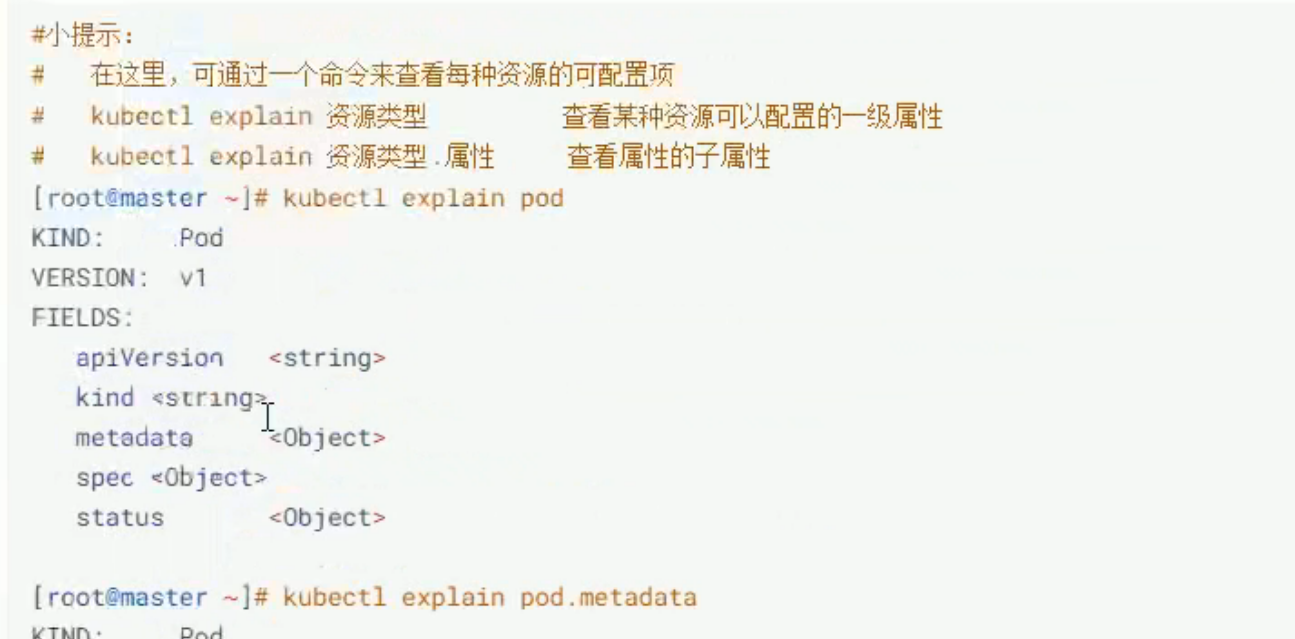 #小提示：
#   在这里，可通过一个命令来查看每种资源的可配置项
#   kubectl explain 资源类型         查看某种资源可以配置的一级属性
#   kubectl explain 资源类型.属性     查看属性的子属性
[root@master ~]# kubectl explain pod
KIND:     Pod
VERSION:  v1
FIELDS:
   apiVersion   <string>
   kind <string>
   metadata     <Object>
   spec <Object>
   status       <Object>
[root@master ~]# kubectl explain pod.metadata
KIND:     Pod